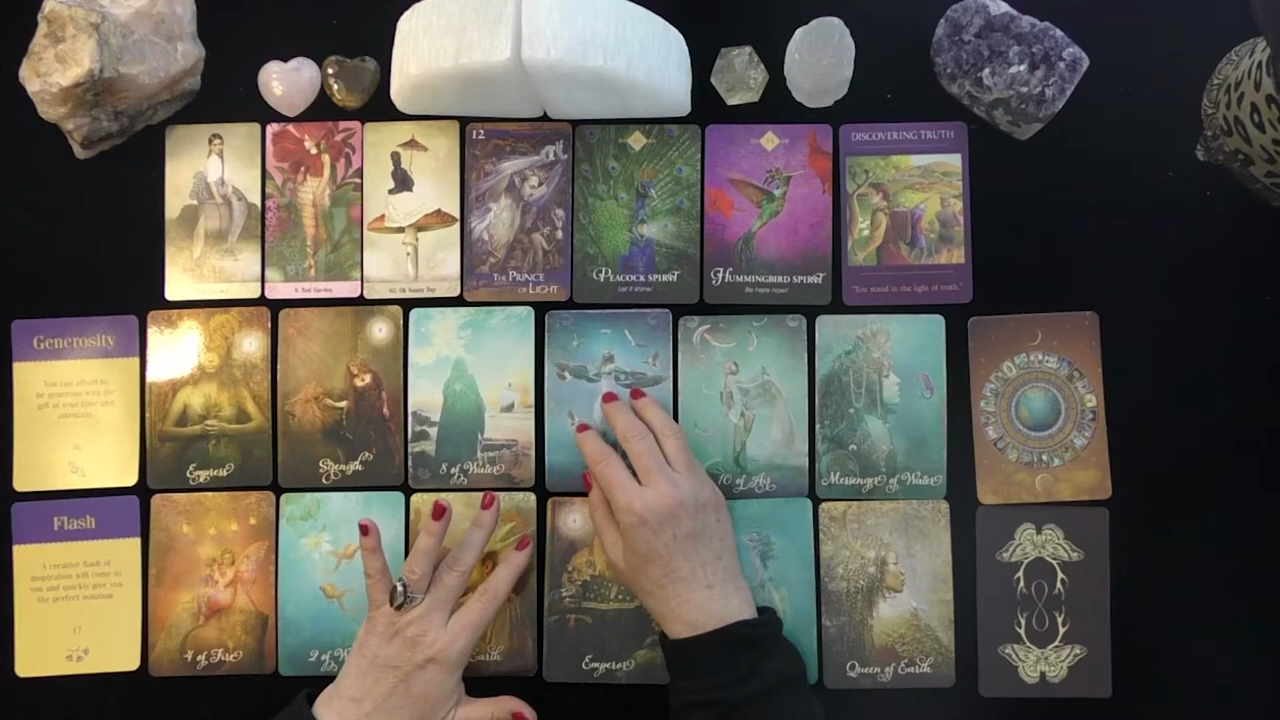 12
THE PRINCE
OF LIGHT
PEACOCK SPIRIT
Let it shine!
HUMMINGBIRD SPIRIT
Be here now!
DISCOVERING TRUTH
"You stand in the light of truth."
Generosity
You can afford to
be generous with the
gift of your time and
attention.
Empress
Strength
8 of Water
10 of Air
Messenger of Water
Flash
A creative flash of
inspiration will come to
you and quickly give you
the perfect solution.
17
4 of Fire
2 of
Earth
Emperor
Queen of Earth